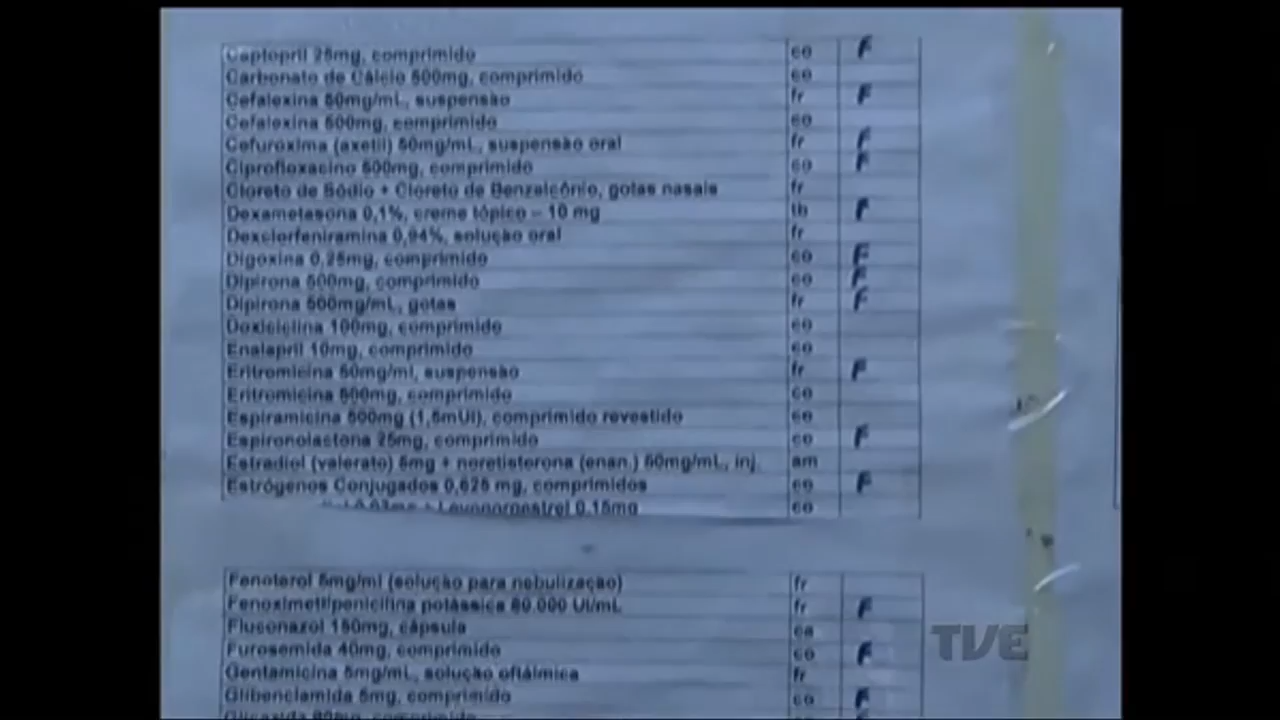 Captopril 25mg, comprimido co F
Carbonato de Cálcio 500mg, comprimido co
Cefalexina 50mg/mL, suspensão fr F
Cefalexina 500mg, comprimido co
Cefuroxima (axetil) 50mg/mL, suspensão oral fr F
Ciprofloxacino 500mg, comprimido co F
Cloreto de Sódio + Cloreto de Benzalcônio, gotas nasais fr
Dexametasona 0,1%, creme tópico – 10 mg tb F
Dexclorfeniramina 0,04%, solução oral fr
Digoxina 0,25mg, comprimido co F
Dipirona 500mg, comprimido co F
Dipirona 500mg/mL, gotas fr F
Doxiciclina 100mg, comprimido co
Enalapril 10mg, comprimido co
Eritromicina 50mg/ml, suspensão fr F
Eritromicina 500mg, comprimido co
Espiramicina 500mg (1,5mUI), comprimido revestido co
Espironolactona 25mg, comprimido co F
Estradiol (valerato) 5mg + noretisterona (enan.) 50mg/mL, inj. am
Estrógenos Conjugados 0,625 mg, comprimidos co F
0,03mg + Levonorgestrel 0,15mg co
Fenoterol 5mg/ml (solução para nebulização) fr
Fenoximetilpenicilina potássica 80.000 UI/mL fr F
Fluconazol 150mg, cápsula ca
Furosemida 40mg, comprimido co F
Gentamicina 5mg/mL, solução oftálmica fr
Glibenclamida 5mg, comprimido co F
TVE